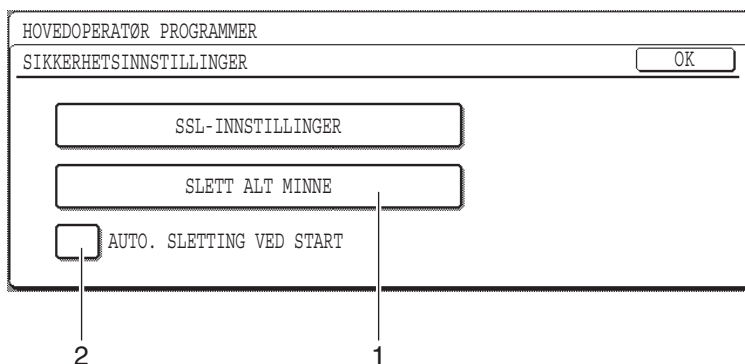 HOVEDOPERATØR PROGRAMMER
SIKKERHETSINNSTILLINGER OK
SSL-INNSTILLINGER
SLETT ALT MINNE
AUTO. SLETTING VED START
2 1